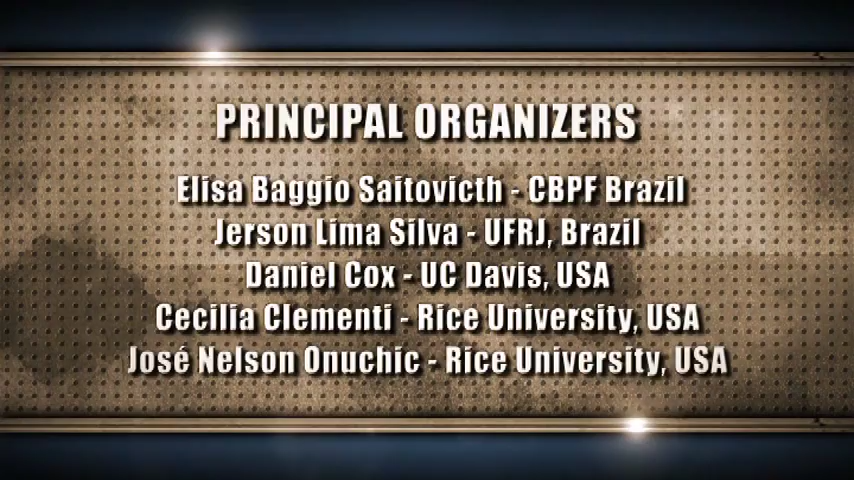 PRINCIPAL ORGANIZERS
Elisa Baggio Saitovicth - CBPF Brazil
Jerson Lima Silva - UFRJ, Brazil
Daniel Cox - UC Davis, USA
Cecilia Clementi - Rice University, USA
José Nelson Onuchic - Rice University, USA